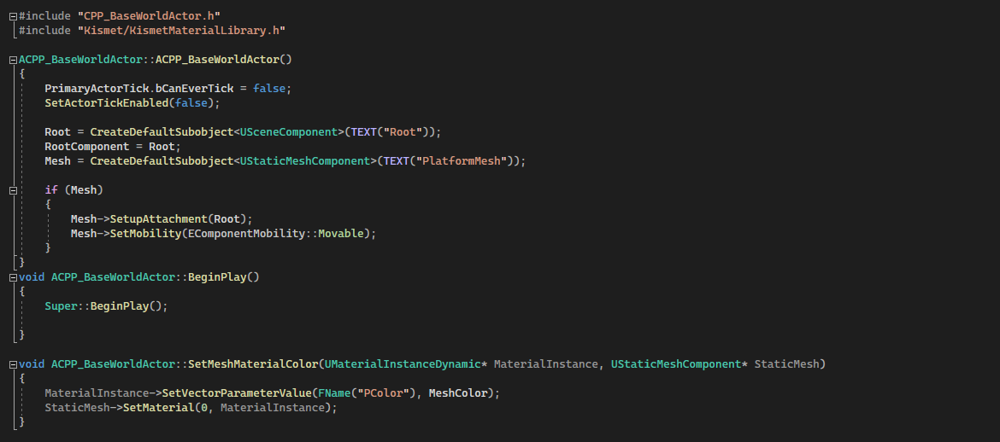 #include "CPP_BaseWorldActor.h"
#include "Kismet/KismetMaterialLibrary.h"

ACPP_BaseWorldActor::ACPP_BaseWorldActor()
{
    PrimaryActorTick.bCanEverTick = false;
    SetActorTickEnabled(false);

    Root = CreateDefaultSubobject<USceneComponent>(TEXT("Root"));
    RootComponent = Root;
    Mesh = CreateDefaultSubobject<UStaticMeshComponent>(TEXT("PlatformMesh"));

    if (Mesh)
    {
        Mesh->SetupAttachment(Root);
        Mesh->SetMobility(EComponentMobility::Movable);
    }
}
void ACPP_BaseWorldActor::BeginPlay()
{
    Super::BeginPlay();

}

void ACPP_BaseWorldActor::SetMeshMaterialColor(UMaterialInstanceDynamic* MaterialInstance, UStaticMeshComponent* StaticMesh)
{
    MaterialInstance->SetVectorParameterValue(FName("PColor"), MeshColor);
    StaticMesh->SetMaterial(0, MaterialInstance);
}